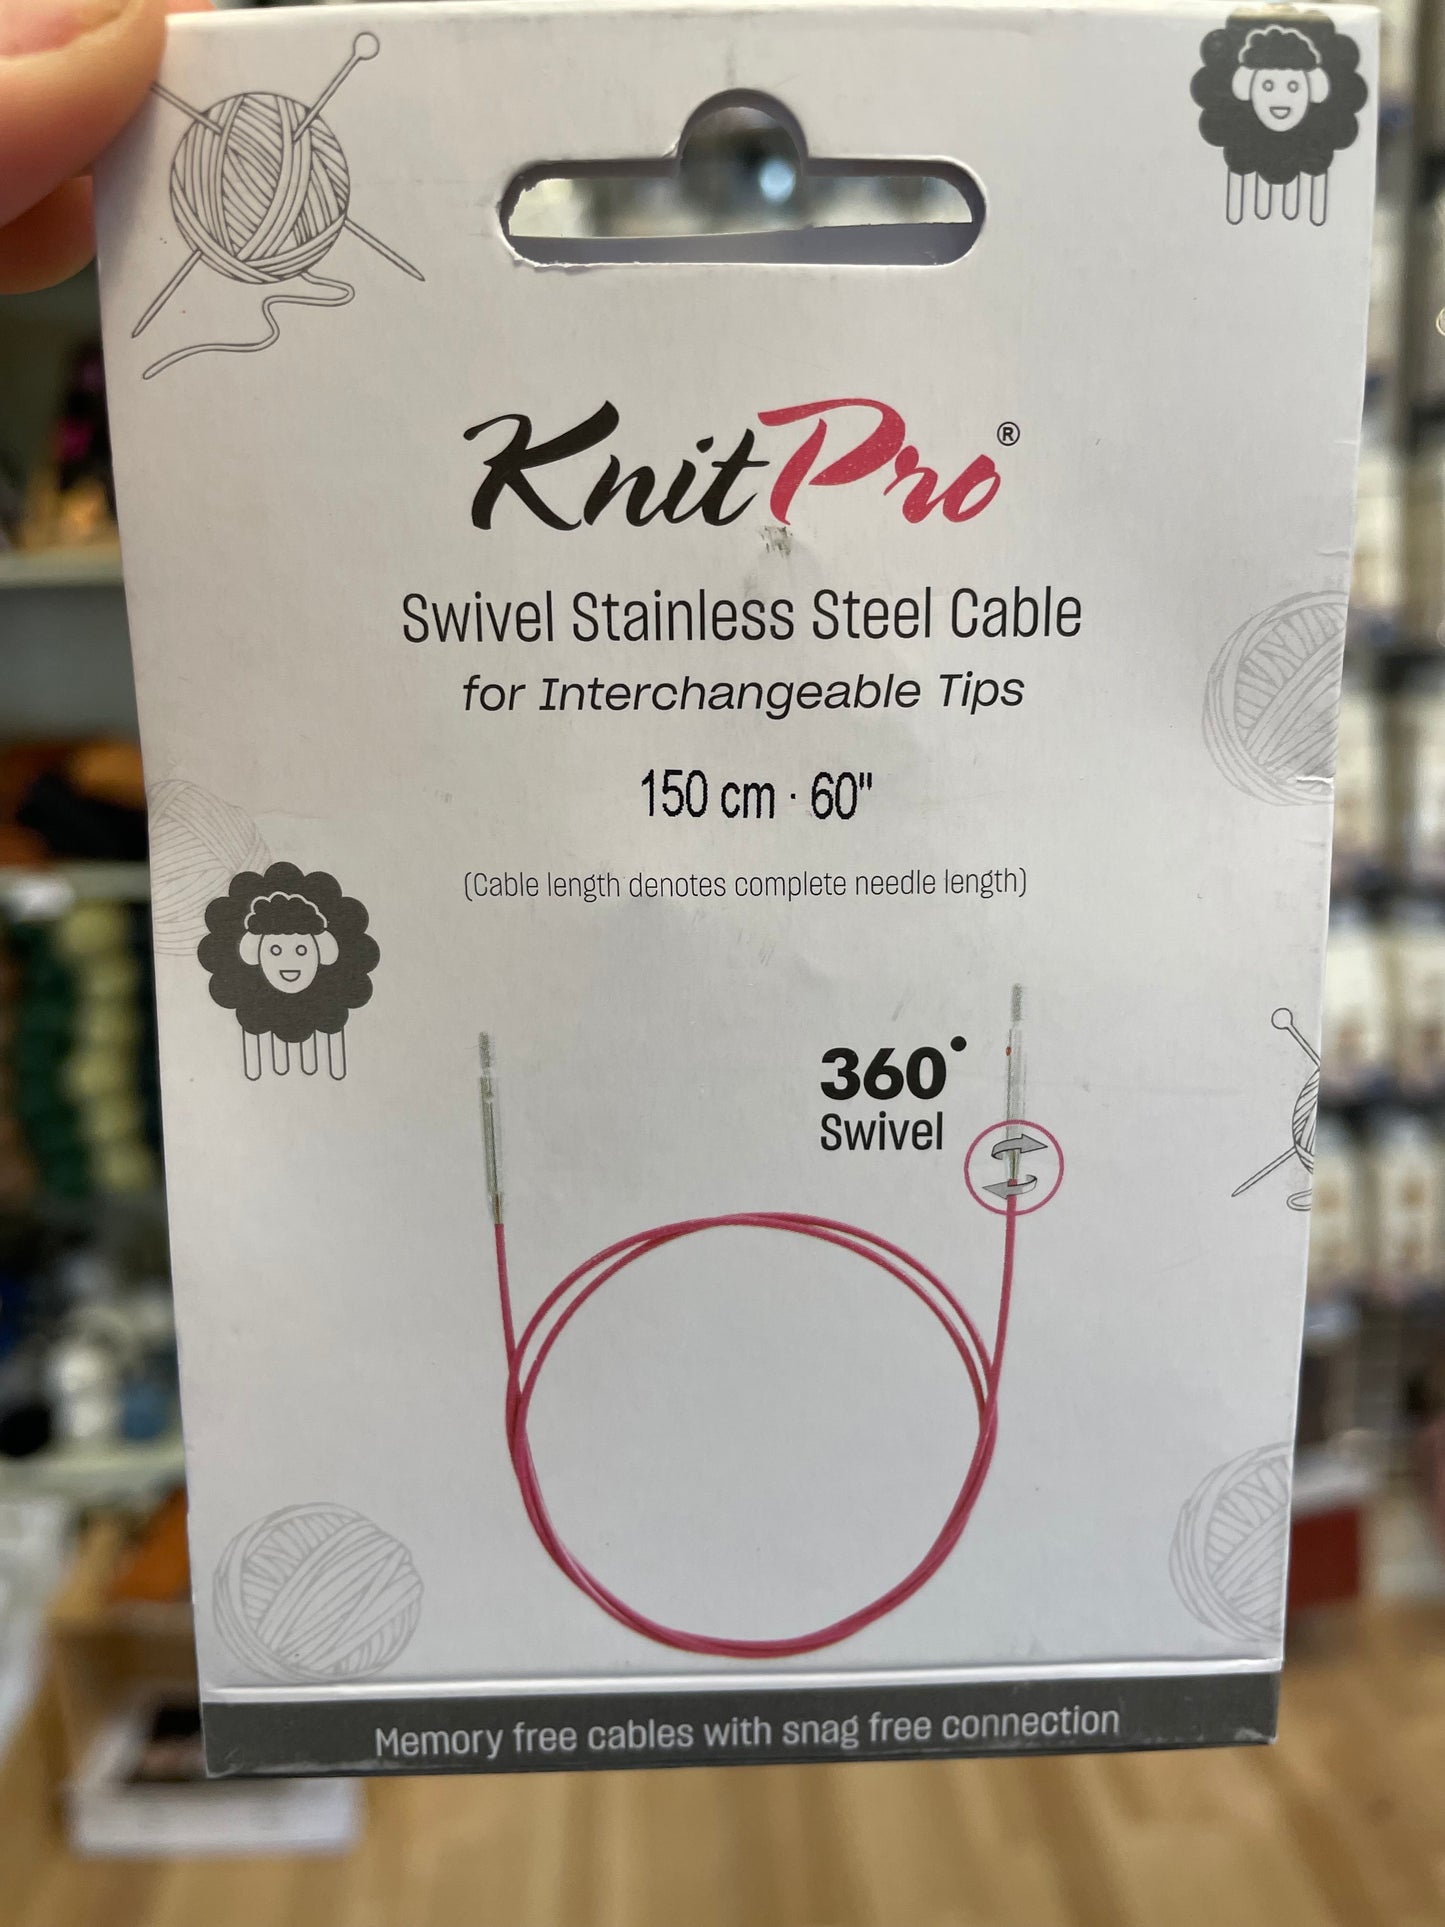 KnitPro®
Swivel Stainless Steel Cable
for Interchangeable Tips
150 cm · 60"
(Cable length denotes complete needle length)
360°
Swivel
Memory free cables with snag free connection